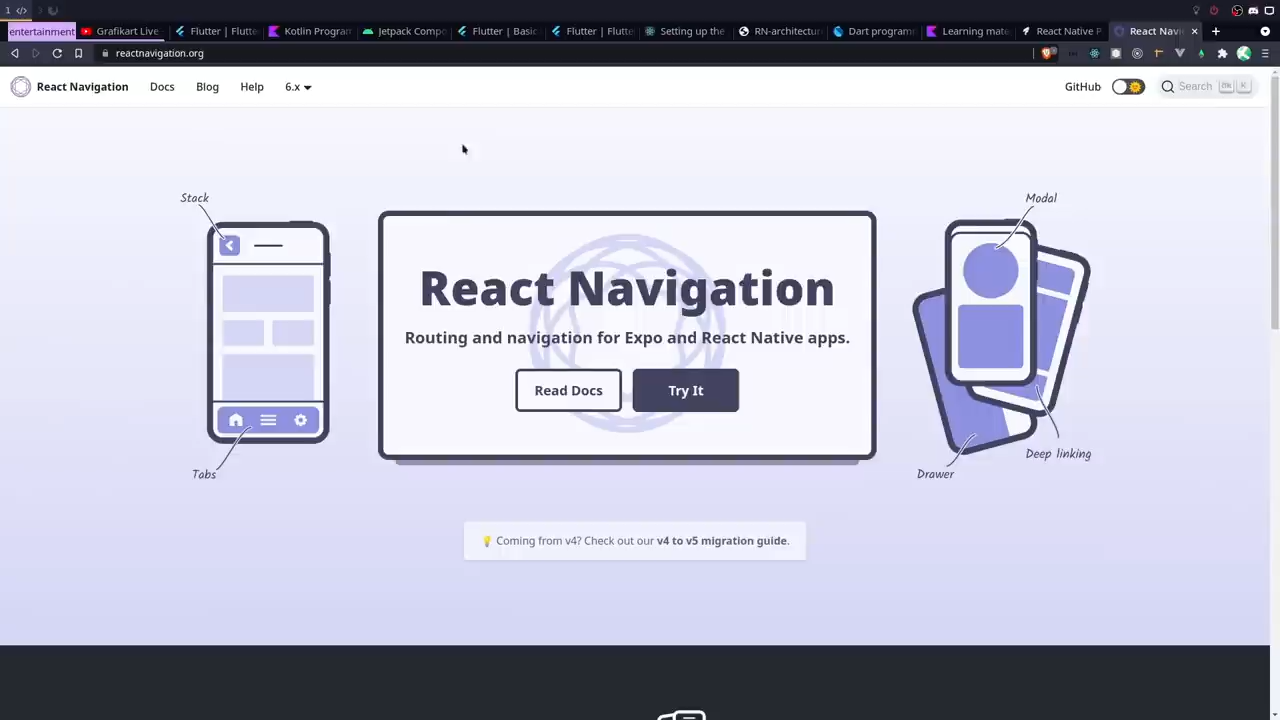 1
entertainment
Grafikart Live
Flutter | Flutte
Kotlin Program
Jetpack Compo
Flutter | Basic
Flutter | Flutte
Setting up the
RN-architectur
Dart programm
Learning mate
React Native P
React Navi
reactnavigation.org
React Navigation
Docs
Blog
Help
6.x
GitHub
Search
K
Stack
Tabs
React Navigation
Routing and navigation for Expo and React Native apps.
Read Docs
Try It
Modal
Drawer
Deep linking
Coming from v4? Check out our v4 to v5 migration guide.